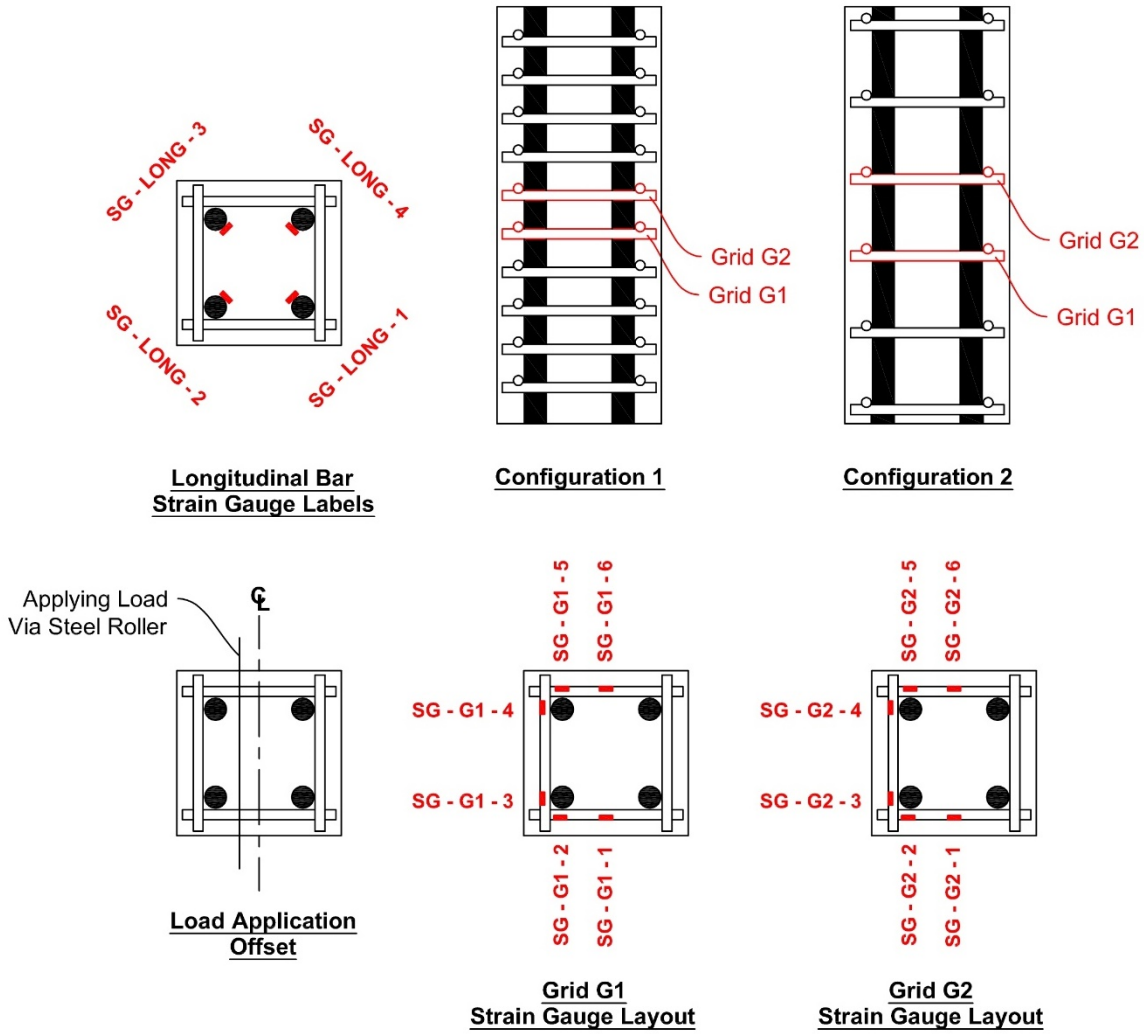 SG - LONG - 3
SG - LONG - 4
SG - LONG - 2
SG - LONG - 1
Longitudinal Bar
Strain Gauge Labels
Grid G2
Grid G1
Configuration 1
Grid G2
Grid G1
Configuration 2
Applying Load
Via Steel Roller
CL
Load Application
Offset
SG - G1 - 5
SG - G1 - 6
SG - G1 - 4
SG - G1 - 3
SG - G1 - 2
SG - G1 - 1
Grid G1
Strain Gauge Layout
SG - G2 - 5
SG - G2 - 6
SG - G2 - 4
SG - G2 - 3
SG - G2 - 2
SG - G2 - 1
Grid G2
Strain Gauge Layout